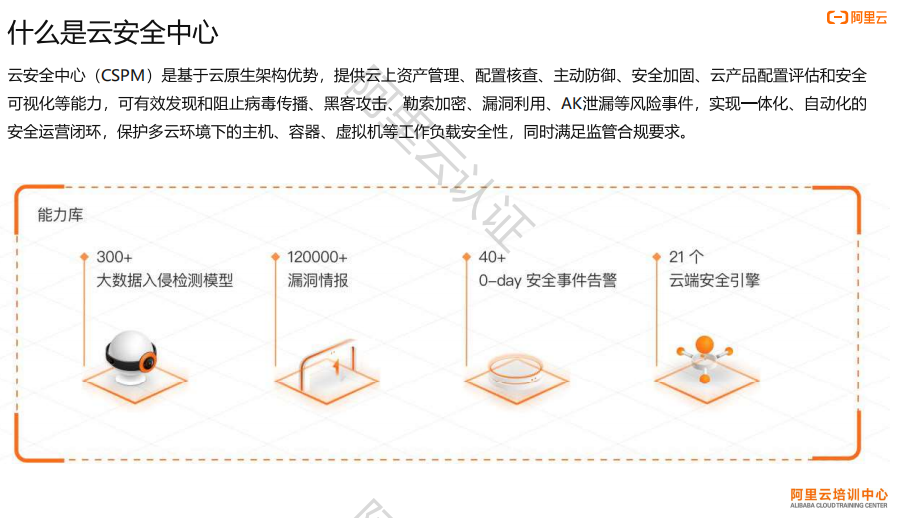 阿里云
什么是云安全中心
云安全中心（CSPM）是基于云原生架构优势，提供云上资产管理、配置核查、主动防御、安全加固、云产品配置评估和安全
可视化等能力，可有效发现和阻止病毒传播、黑客攻击、勒索加密、漏洞利用、AK泄漏等风险事件，实现一体化、自动化的
安全运营闭环，保护多云环境下的主机、容器、虚拟机等工作负载安全性，同时满足监管合规要求。
阿里云认证
能力库
300+
大数据入侵检测模型
120000+
漏洞情报
40+
0-day 安全事件告警
21 个
云端安全引擎
阿里云培训中心
ALIBABA CLOUD TRAINING CENTER